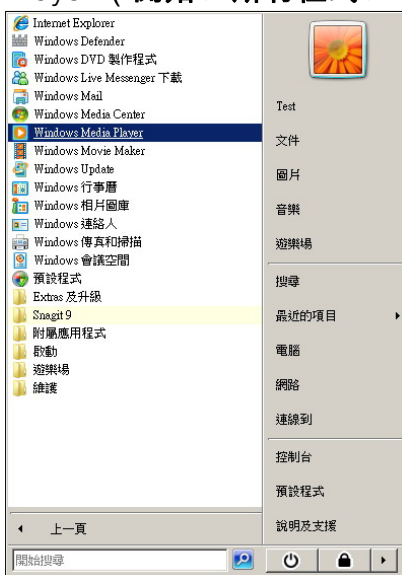 Internet Explorer
Windows Defender
Windows DVD 製作程式
Windows Live Messenger 下載
Windows Mail
Windows Media Center
Windows Media Player
Windows Movie Maker
Windows Update
Windows 行事曆
Windows 相片圖庫
Windows 連絡人
Windows 傳真和掃描
Windows 會議空間
預設程式
Extras 及升級
Snagit 9
附屬應用程式
啟動
遊樂場
維護
上一頁
開始搜尋
Test
文件
圖片
音樂
遊樂場
搜尋
最近的項目
電腦
網路
連線到
控制台
預設程式
說明及支援